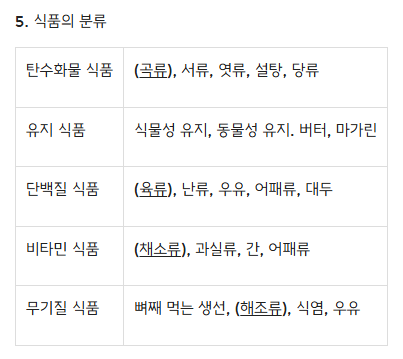 5. 식품의 분류
탄수화물 식품 (곡류), 서류, 엿류, 설탕, 당류
유지 식품 식물성 유지, 동물성 유지. 버터, 마가린
단백질 식품 (육류), 난류, 우유, 어패류, 대두
비타민 식품 (채소류), 과실류, 간, 어패류
무기질 식품 뼈째 먹는 생선, (해조류), 식염, 우유